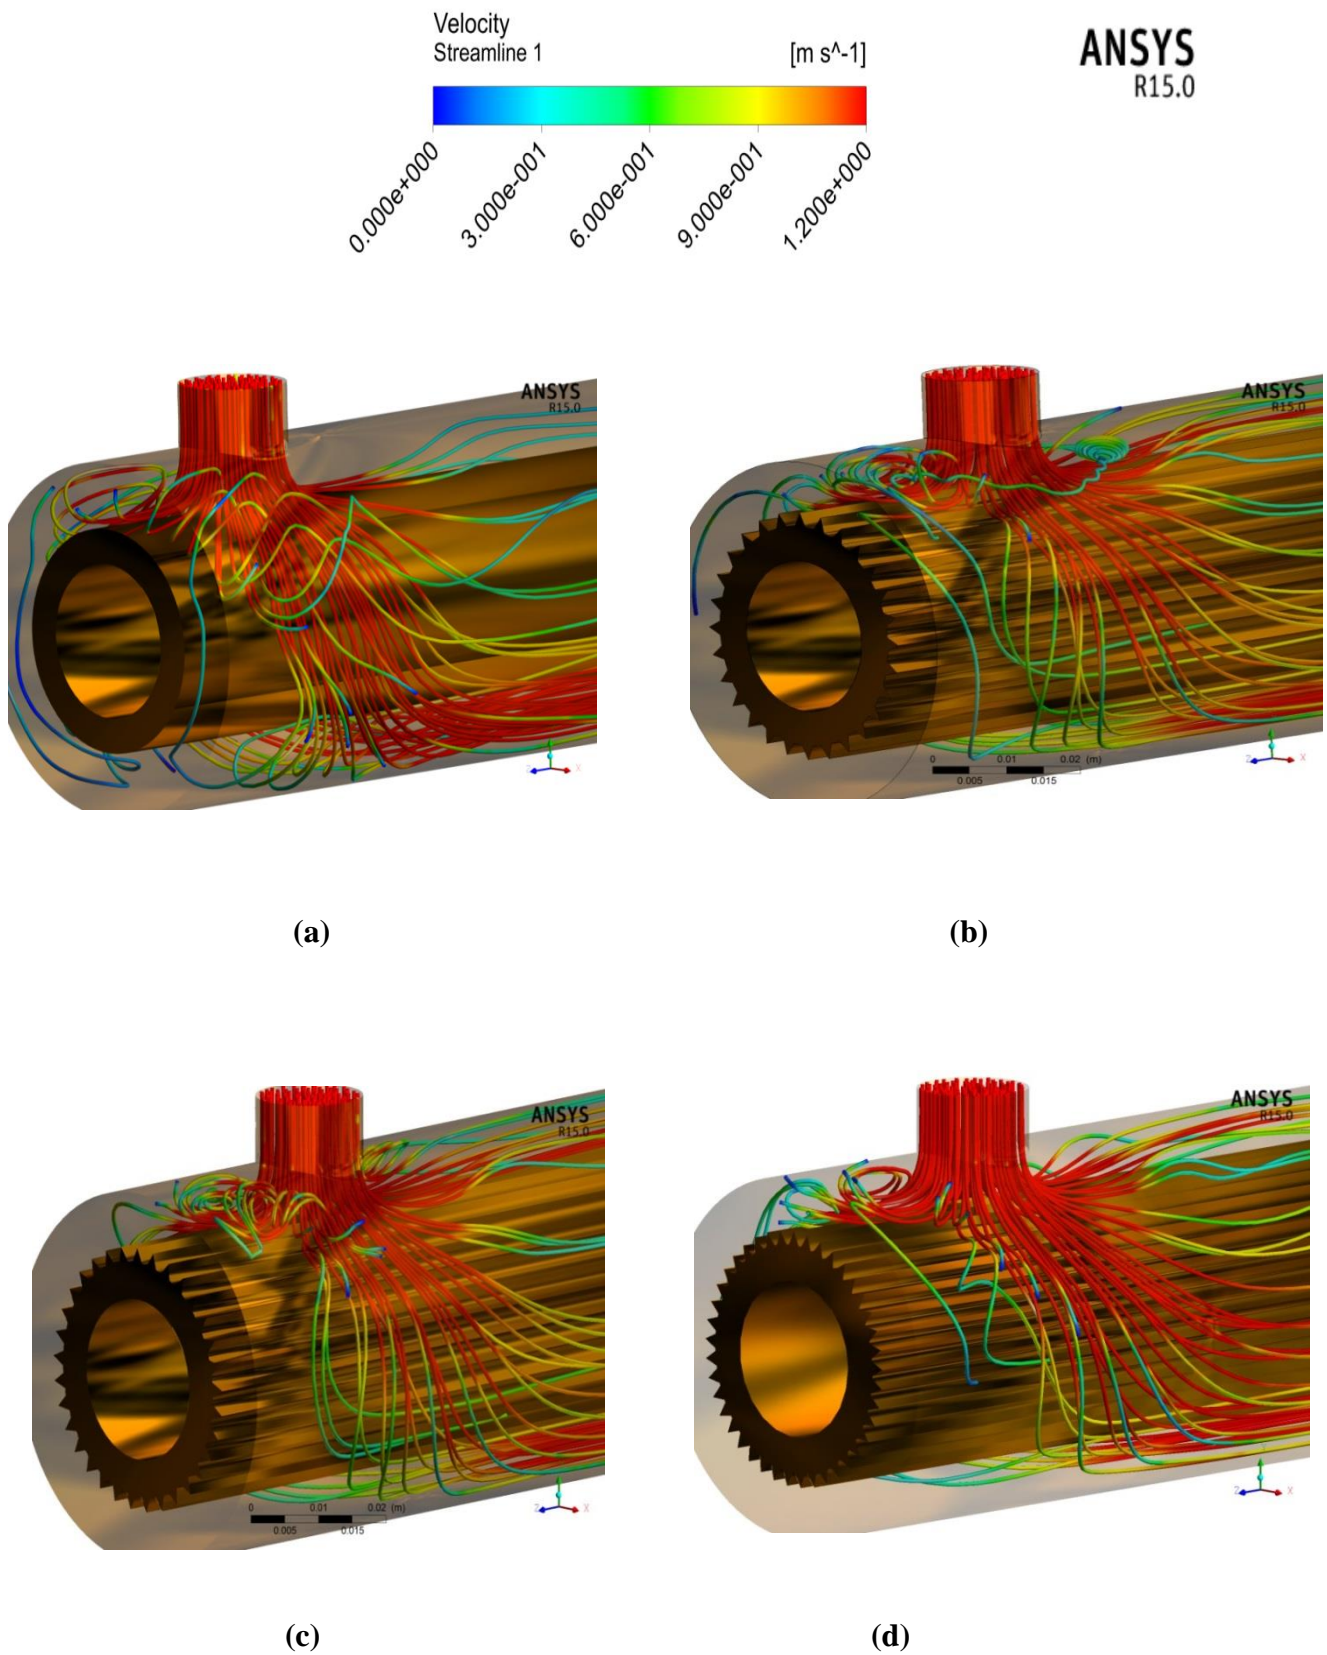 Velocity
Streamline 1
[m s^-1]
ANSYS
R15.0
0.000e+000
3.000e-001
6.000e-001
9.000e-001
1.200e+000
ANSYS
R15.0
Z
X
ANSYS
R15.0
0 0.01 0.02 (m)
0.005 0.015
Z
X
(a)
(b)
ANSYS
R15.0
0 0.01 0.02 (m)
0.005 0.015
Z
X
ANSYS
R15.0
Z
X
(c)
(d)